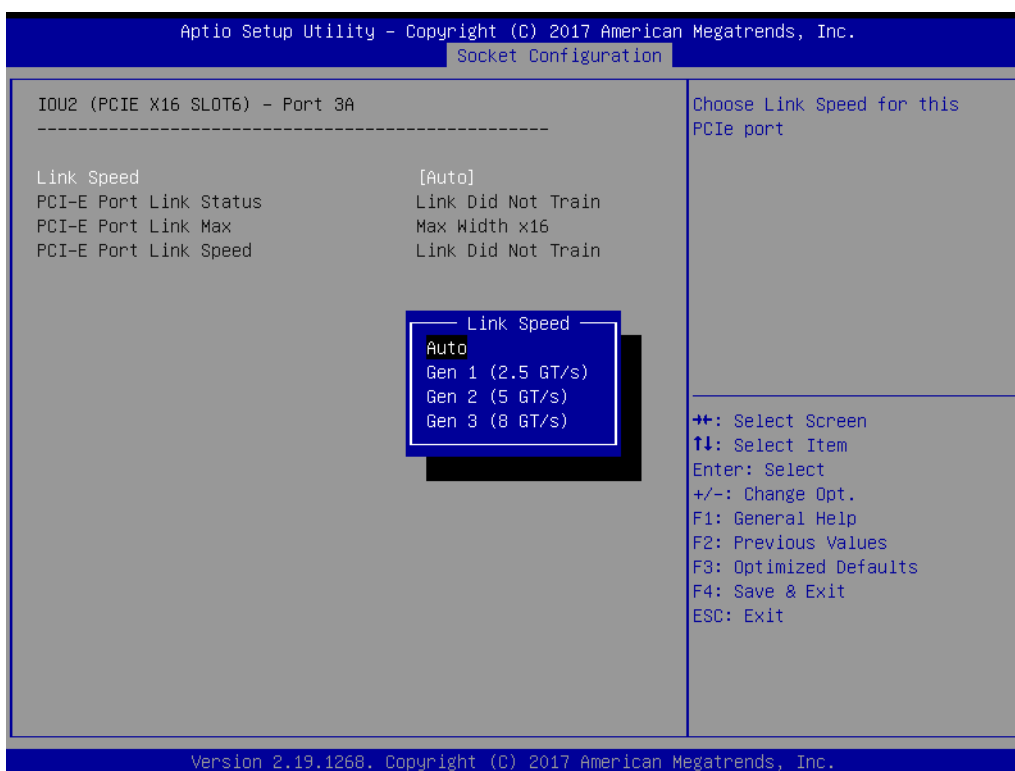 Aptio Setup Utility – Copyright (C) 2017 American Megatrends, Inc.
Socket Configuration
IOU2 (PCIE X16 SLOT6) – Port 3A
--------------------------------------------------
Link Speed [Auto]
PCI-E Port Link Status Link Did Not Train
PCI-E Port Link Max Max Width x16
PCI-E Port Link Speed Link Did Not Train
Link Speed
Auto
Gen 1 (2.5 GT/s)
Gen 2 (5 GT/s)
Gen 3 (8 GT/s)
Choose Link Speed for this
PCIe port
→←: Select Screen
↑↓: Select Item
Enter: Select
+/-: Change Opt.
F1: General Help
F2: Previous Values
F3: Optimized Defaults
F4: Save & Exit
ESC: Exit
Version 2.19.1268. Copyright (C) 2017 American Megatrends, Inc.